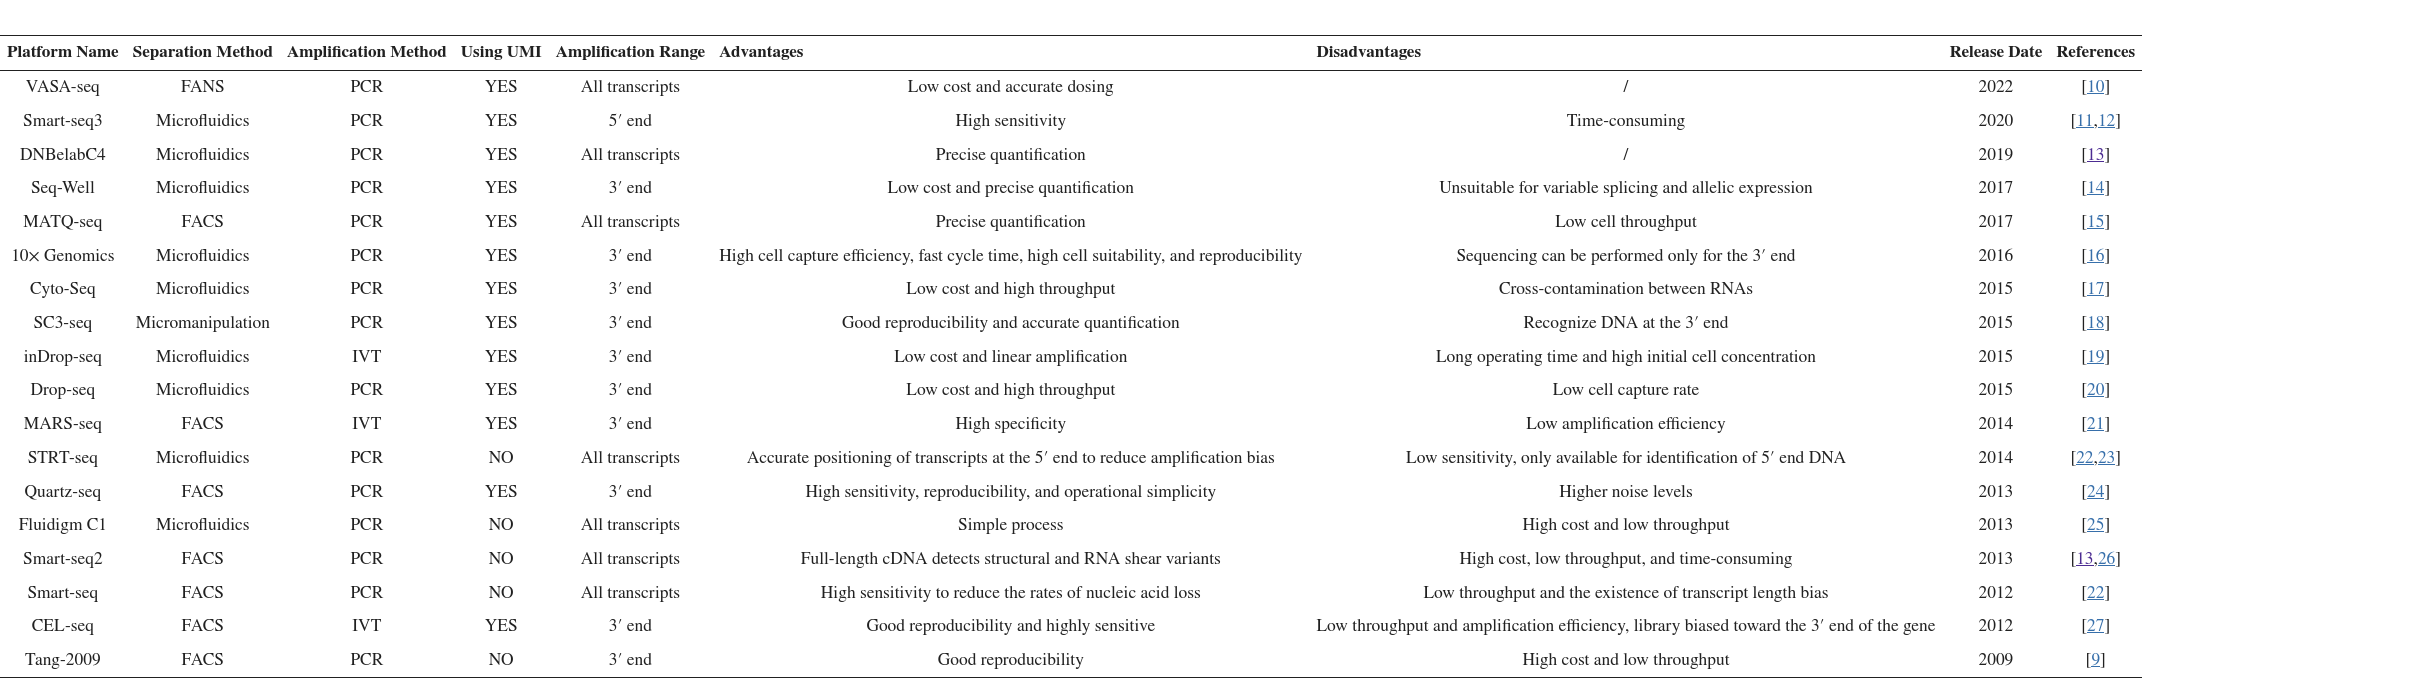 Platform Name Separation Method Amplification Method Using UMI Amplification Range Advantages Disadvantages Release Date References
VASA-seq FANS PCR YES All transcripts Low cost and accurate dosing / 2022 [10]
Smart-seq3 Microfluidics PCR YES 5′ end High sensitivity Time-consuming 2020 [11,12]
DNBelabC4 Microfluidics PCR YES All transcripts Precise quantification / 2019 [13]
Seq-Well Microfluidics PCR YES 3′ end Low cost and precise quantification Unsuitable for variable splicing and allelic expression 2017 [14]
MATQ-seq FACS PCR YES All transcripts Precise quantification Low cell throughput 2017 [15]
10× Genomics Microfluidics PCR YES 3′ end High cell capture efficiency, fast cycle time, high cell suitability, and reproducibility Sequencing can be performed only for the 3′ end 2016 [16]
Cyto-Seq Microfluidics PCR YES 3′ end Low cost and high throughput Cross-contamination between RNAs 2015 [17]
SC3-seq Micromanipulation PCR YES 3′ end Good reproducibility and accurate quantification Recognize DNA at the 3′ end 2015 [18]
inDrop-seq Microfluidics IVT YES 3′ end Low cost and linear amplification Long operating time and high initial cell concentration 2015 [19]
Drop-seq Microfluidics PCR YES 3′ end Low cost and high throughput Low cell capture rate 2015 [20]
MARS-seq FACS IVT YES 3′ end High specificity Low amplification efficiency 2014 [21]
STRT-seq Microfluidics PCR NO All transcripts Accurate positioning of transcripts at the 5′ end to reduce amplification bias Low sensitivity, only available for identification of 5′ end DNA 2014 [22,23]
Quartz-seq FACS PCR YES 3′ end High sensitivity, reproducibility, and operational simplicity Higher noise levels 2013 [24]
Fluidigm C1 Microfluidics PCR NO All transcripts Simple process High cost and low throughput 2013 [25]
Smart-seq2 FACS PCR NO All transcripts Full-length cDNA detects structural and RNA shear variants High cost, low throughput, and time-consuming 2013 [13,26]
Smart-seq FACS PCR NO All transcripts High sensitivity to reduce the rates of nucleic acid loss Low throughput and the existence of transcript length bias 2012 [22]
CEL-seq FACS IVT YES 3′ end Good reproducibility and highly sensitive Low throughput and amplification efficiency, library biased toward the 3′ end of the gene 2012 [27]
Tang-2009 FACS PCR NO 3′ end Good reproducibility High cost and low throughput 2009 [9]